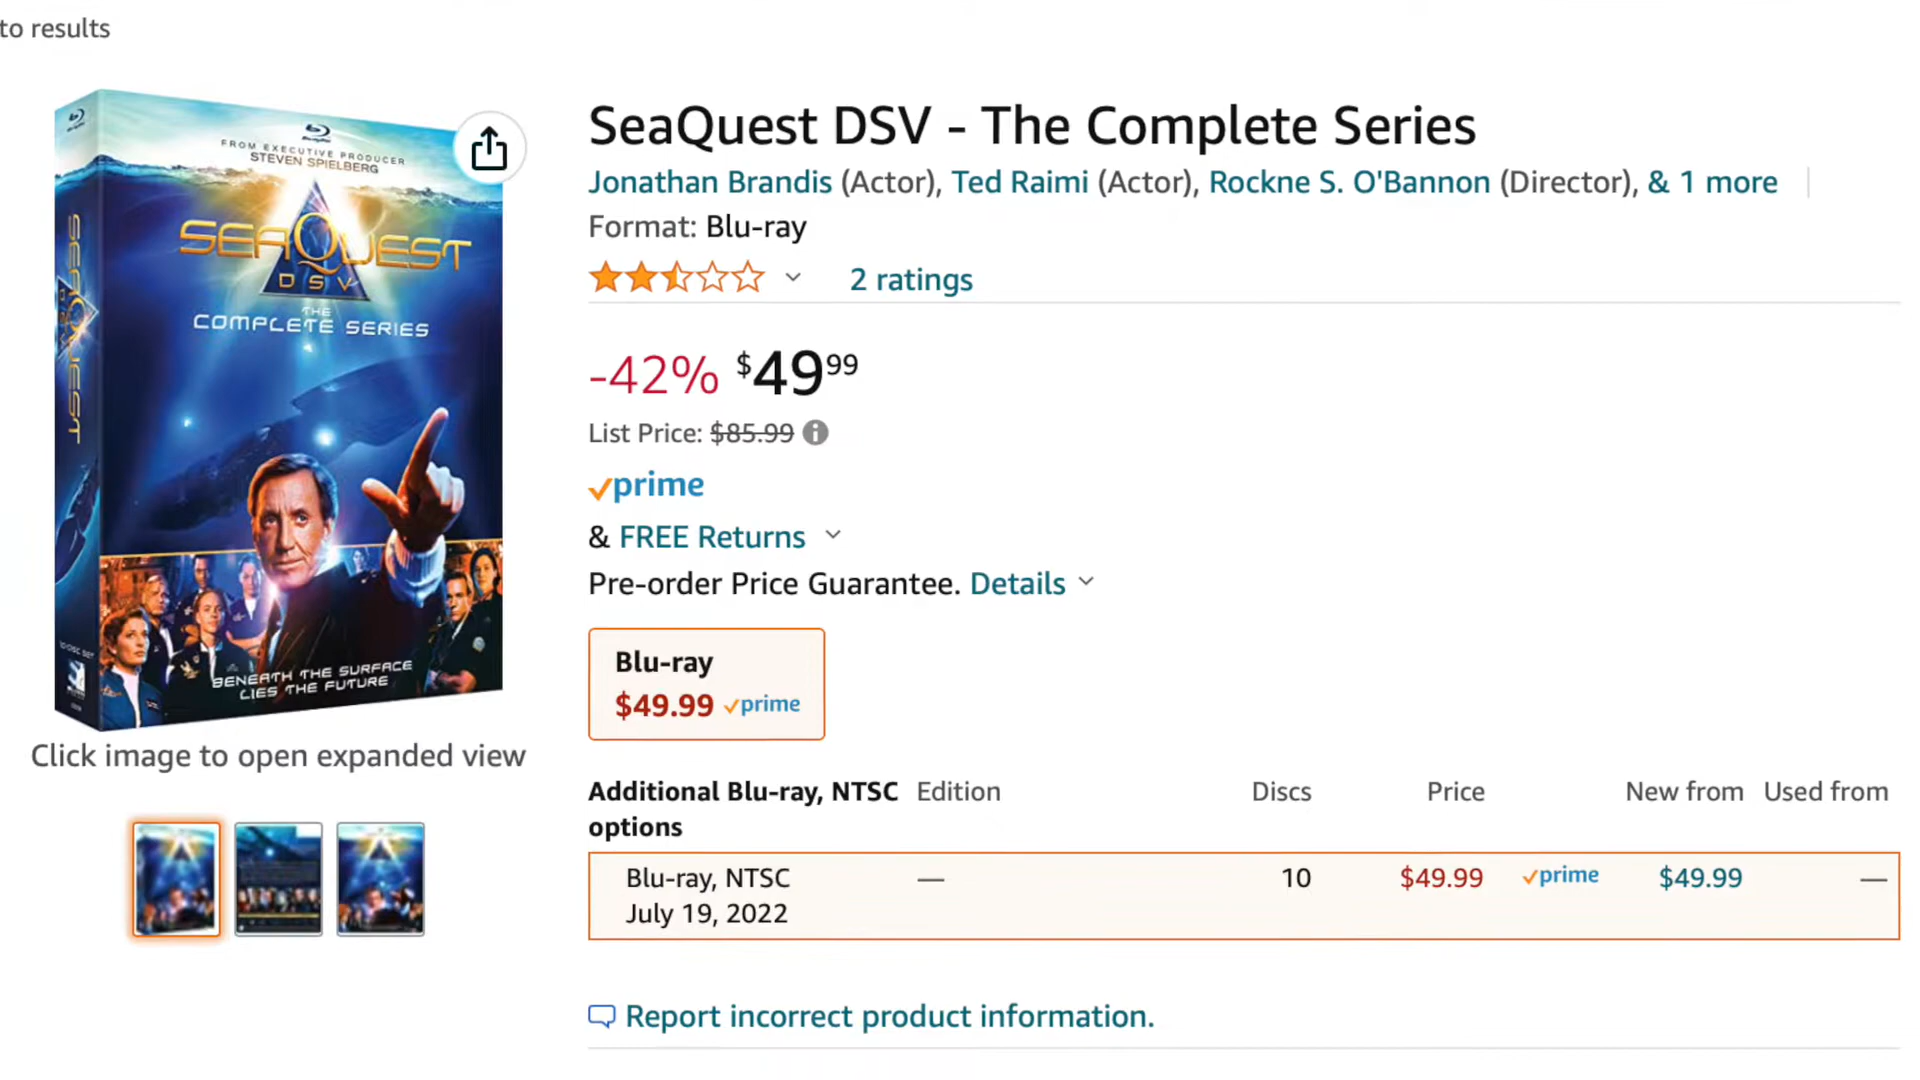 to results
FROM EXECUTIVE PRODUCER
STEVEN SPIELBERG
SEAQUEST
DSV
THE
COMPLETE SERIES
BENEATH THE SURFACE
LIES THE FUTURE
SEAQUEST
10-DISC SET
Click image to open expanded view
SeaQuest DSV - The Complete Series
Jonathan Brandis (Actor), Ted Raimi (Actor), Rockne S. O'Bannon (Director), & 1 more
Format: Blu-ray
2 ratings
-42% $49 99
List Price: $85.99
prime
& FREE Returns
Pre-order Price Guarantee. Details
Blu-ray
$49.99 prime
Additional Blu-ray, NTSC options Edition Discs Price New from Used from
Blu-ray, NTSC — 10 $49.99 prime $49.99 —
July 19, 2022
Report incorrect product information.